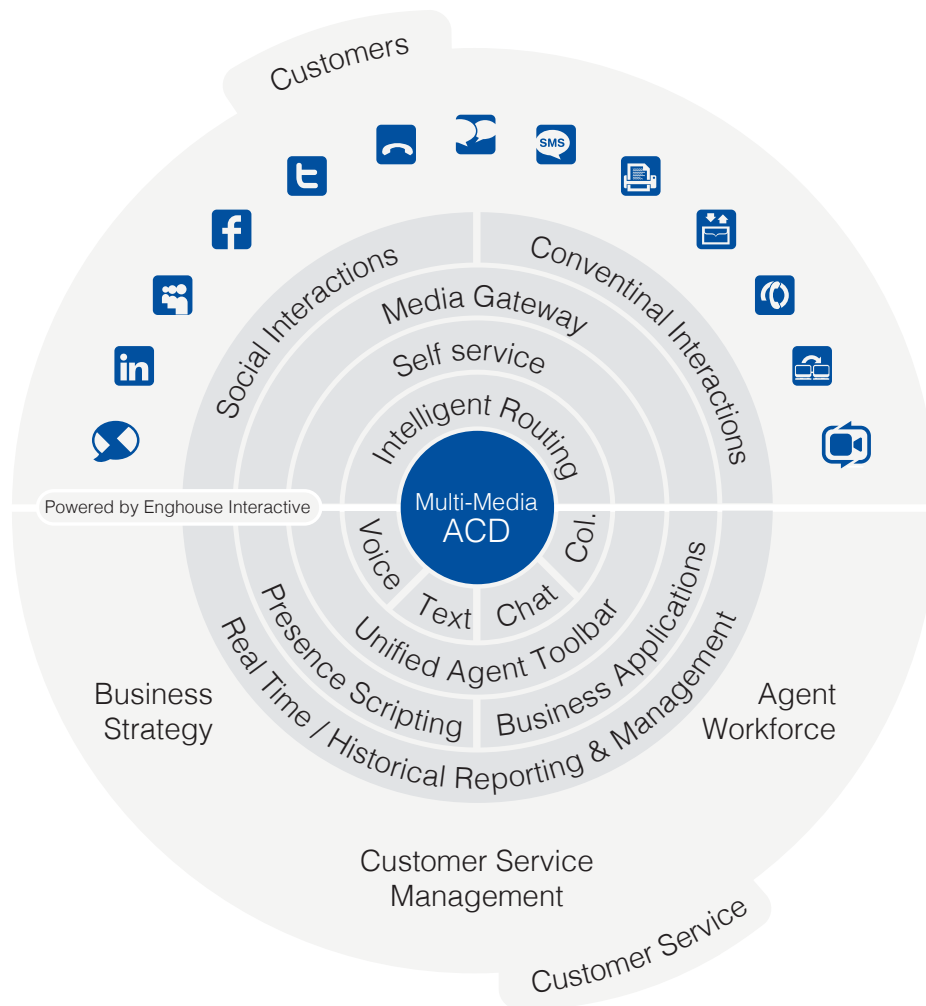 Customers
SMS
in
Social Interactions
Conventinal Interactions
Media Gateway
Self service
Intelligent Routing
Powered by Enghouse Interactive
Multi-Media
ACD
Voice
Text
Chat
Col.
Unified Agent Toolbar
Presence Scripting
Business Applications
Real Time / Historical Reporting & Management
Business
Strategy
Agent
Workforce
Customer Service
Management
Customer Service